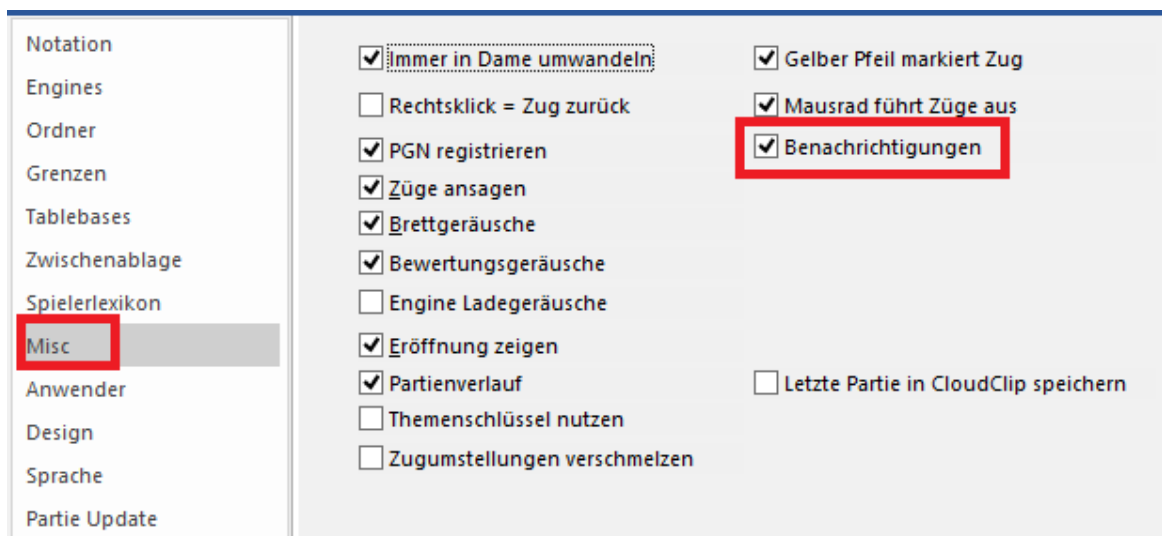 Notation
Engines
Ordner
Grenzen
Tablebases
Zwischenablage
Spielerlexikon
Misc
Anwender
Design
Sprache
Partie Update
Immer in Dame umwandeln
Rechtsklick = Zug zurück
PGN registrieren
Züge ansagen
Brettgeräusche
Bewertungsgeräusche
Engine Ladegeräusche
Eröffnung zeigen
Partienverlauf
Themenschlüssel nutzen
Zugumstellungen verschmelzen
Gelber Pfeil markiert Zug
Mausrad führt Züge aus
Benachrichtigungen
Letzte Partie in CloudClip speichern